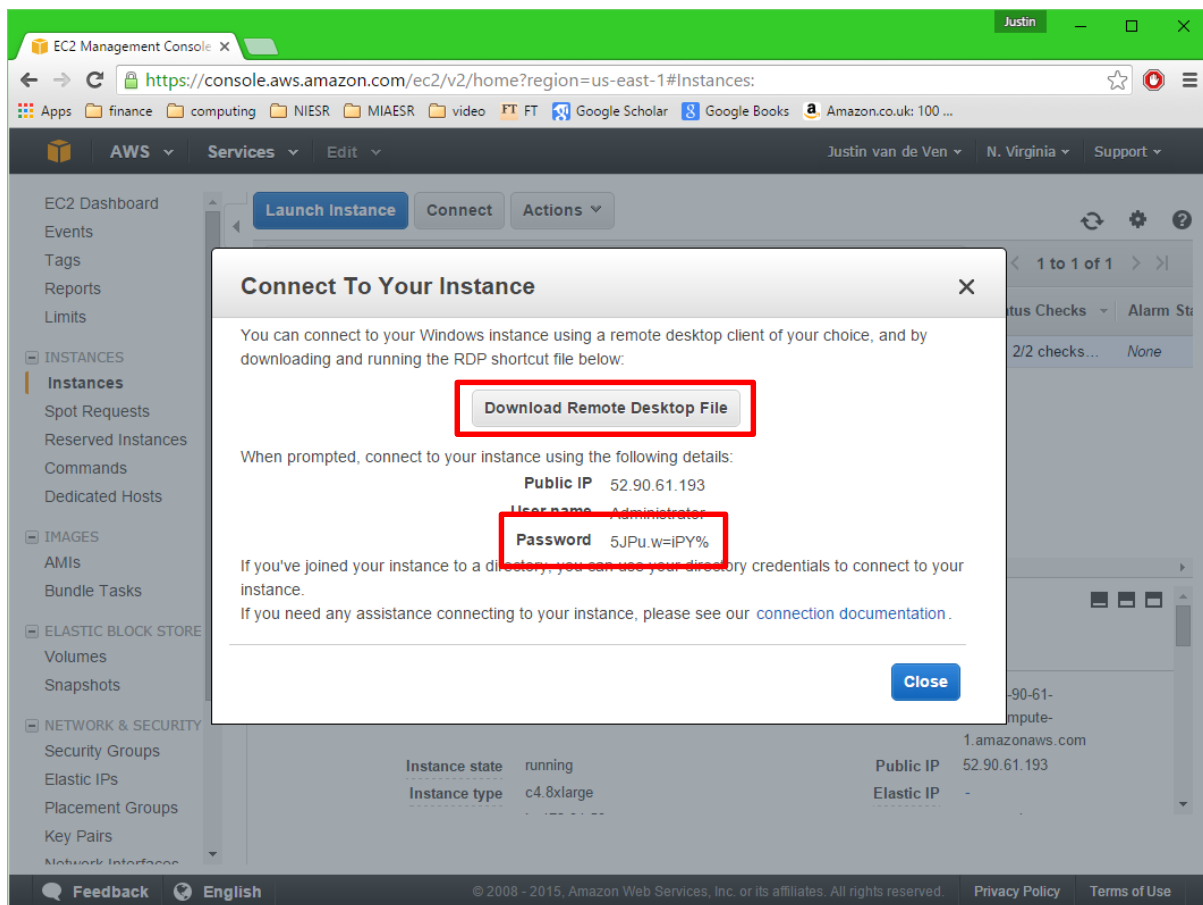 Justin
EC2 Management Console
https://console.aws.amazon.com/ec2/v2/home?region=us-east-1#Instances:
Apps finance computing NIESR MIAESR video FT FT Google Scholar Google Books Amazon.co.uk: 100 ...
AWS Services Edit Justin van de Ven N. Virginia Support
EC2 Dashboard
Events
Tags
Reports
Limits
INSTANCES
Instances
Spot Requests
Reserved Instances
Commands
Dedicated Hosts
IMAGES
AMIs
Bundle Tasks
ELASTIC BLOCK STORE
Volumes
Snapshots
NETWORK & SECURITY
Security Groups
Elastic IPs
Placement Groups
Key Pairs
Network Interfaces
Launch Instance Connect Actions
1 to 1 of 1
Checks Alarm
2/2 checks... None
Connect To Your Instance
You can connect to your Windows instance using a remote desktop client of your choice, and by
downloading and running the RDP shortcut file below:
Download Remote Desktop File
When prompted, connect to your instance using the following details:
Public IP 52.90.61.193
User name Administrator
Password 5JPu.w=iPY%
If you've joined your instance to a directory, you can use your directory credentials to connect to your
instance.
If you need any assistance connecting to your instance, please see our connection documentation.
Close
-90-61-
1.amazonaws.com
Instance state running Public IP 52.90.61.193
Instance type c4.8xlarge Elastic IP -
Feedback English © 2008 - 2015, Amazon Web Services, Inc. or its affiliates. All rights reserved. Privacy Policy Terms of Use